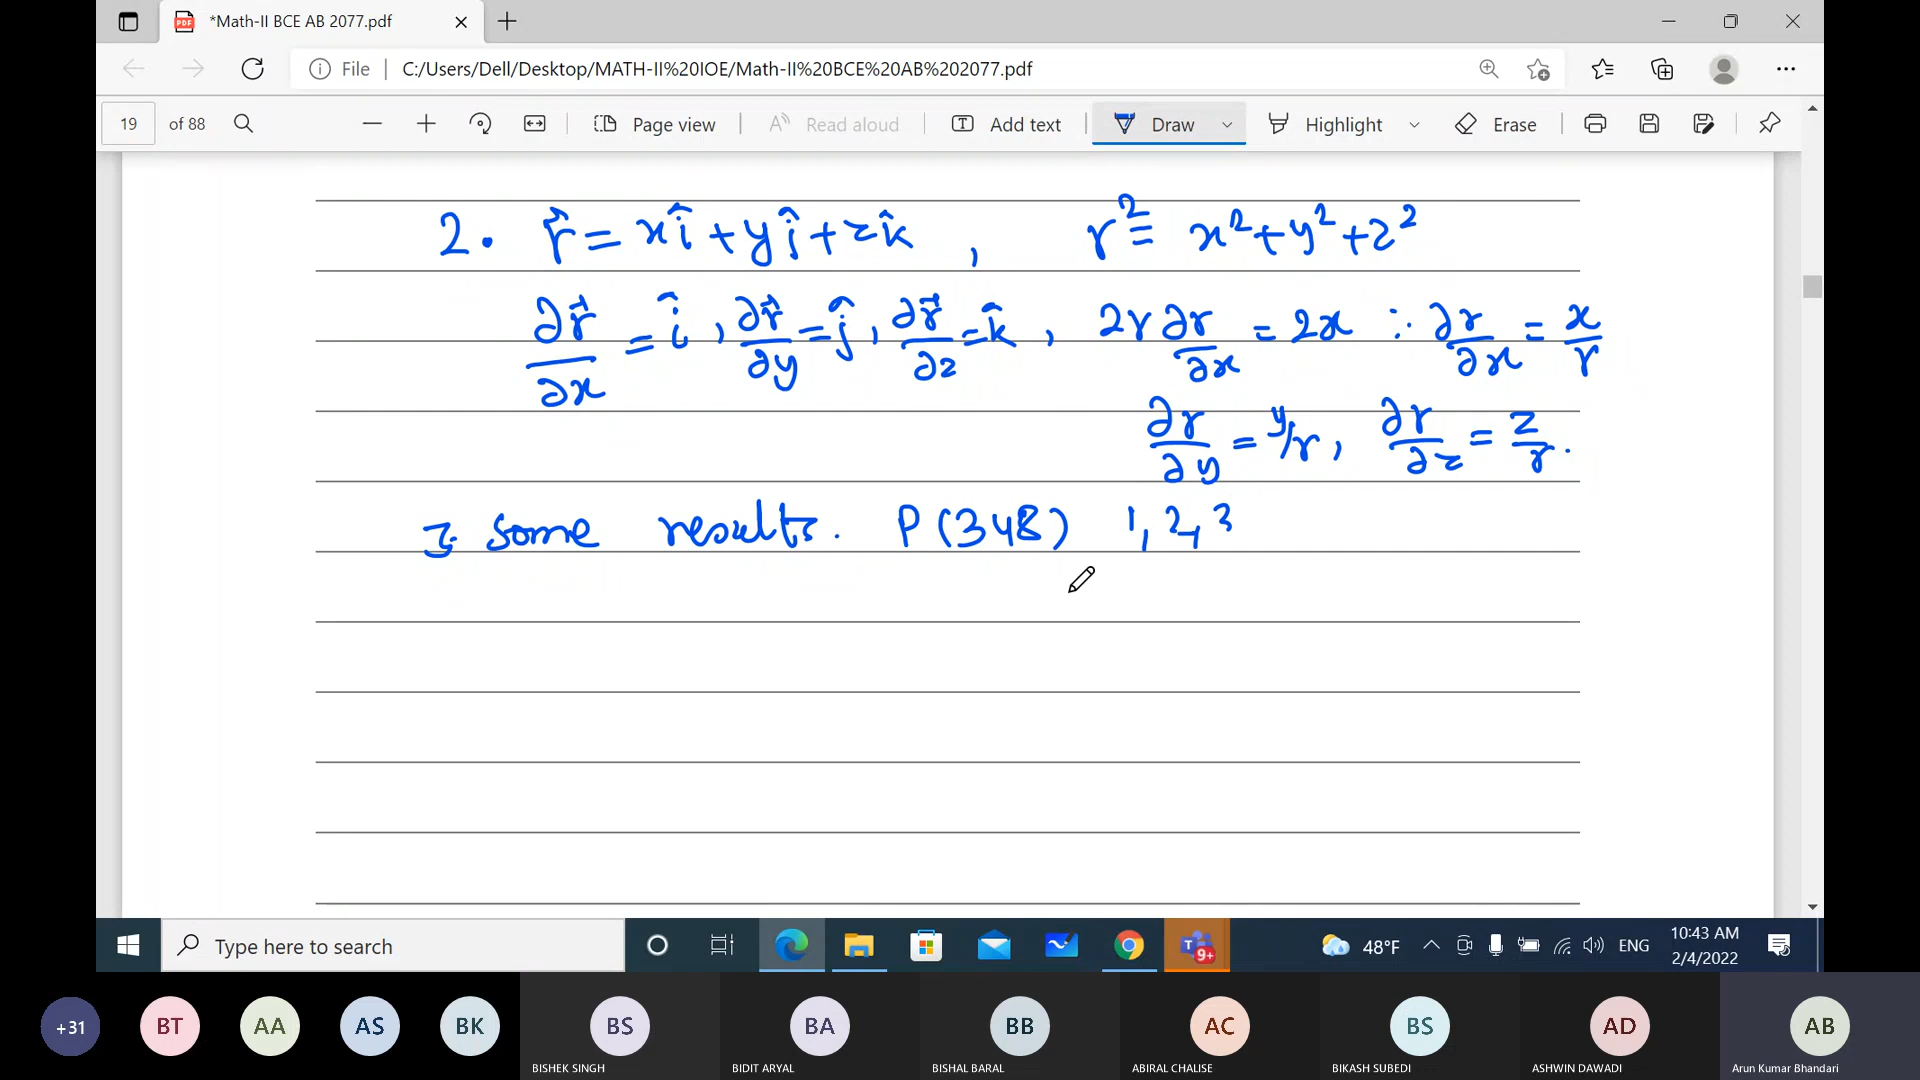 *Math-II BCE AB 2077.pdf
File C:/Users/Dell/Desktop/MATH-II%20IOE/Math-II%20BCE%20AB%202077.pdf
19 of 88 Page view Read aloud Add text Draw Highlight Erase
2. r⃗ = xî + yĵ + zk̂ , r² = x² + y² + z²
∂r⃗/∂x = î , ∂r⃗/∂y = ĵ , ∂r⃗/∂z = k̂ , 2r ∂r/∂x = 2x ∴ ∂r/∂x = x/r
∂r/∂y = y/r , ∂r/∂z = z/r .
3. some results. P(348) 1, 2, 3
Type here to search 48°F ENG 10:43 AM
2/4/2022
9+
+31 BT AA AS BK BS BA BB AC BS AD AB
BISHEK SINGH BIDIT ARYAL BISHAL BARAL ABIRAL CHALISE BIKASH SUBEDI ASHWIN DAWADI Arun Kumar Bhandari